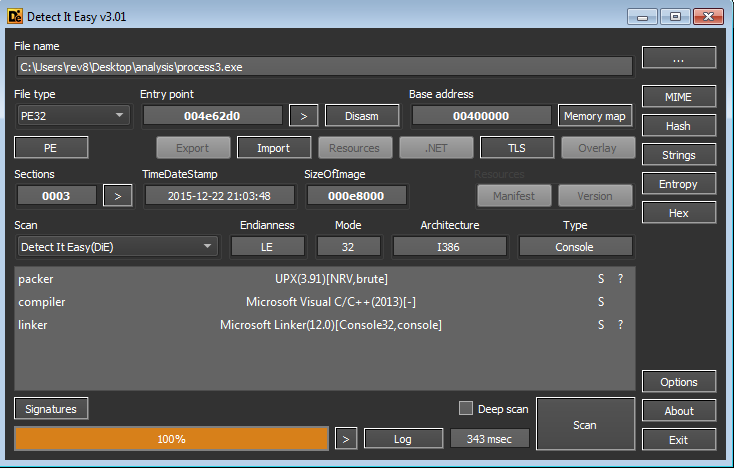 Detect It Easy v3.01
File name
C:\Users\rev8\Desktop\analysis\process3.exe
...
File type Entry point Base address
PE32 004e62d0 > Disasm 00400000 Memory map MIME
PE Export Import Resources .NET TLS Overlay Hash
Sections TimeDateStamp SizeOfImage Resources Strings
0003 > 2015-12-22 21:03:48 000e8000 Manifest Version Entropy
Scan Endianness Mode Architecture Type Hex
Detect It Easy(DiE) LE 32 I386 Console
packer UPX(3.91)[NRV,brute] S ?
compiler Microsoft Visual C/C++(2013)[-] S
linker Microsoft Linker(12.0)[Console32,console] S ?
Options
Signatures Deep scan Scan About
100% > Log 343 msec Exit